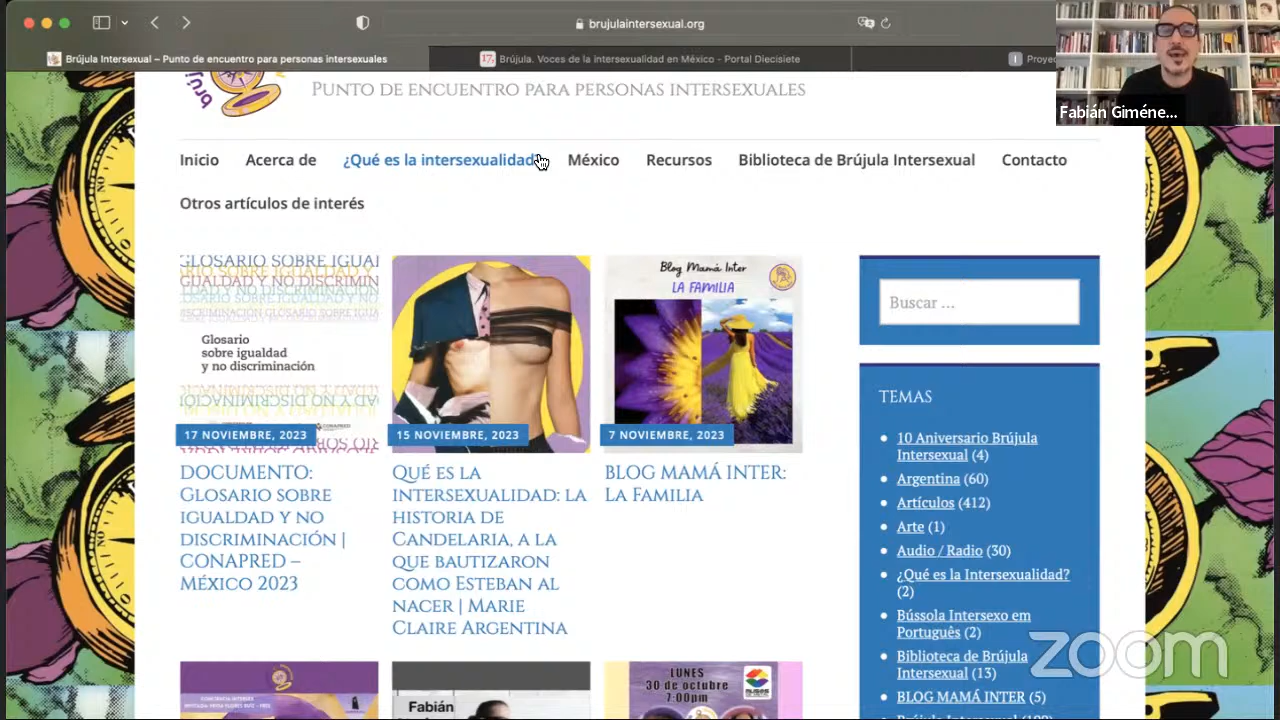 brujulaintersexual.org
Brújula Intersexual – Punto de encuentro para personas intersexuales
17,
Brújula. Voces de la intersexualidad en México - Portal Diecisiete
I
Proye
Fabián Giméne...
brúj
Punto de encuentro para personas intersexuales
Inicio
Acerca de
¿Qué es la intersexualidad
México
Recursos
Biblioteca de Brújula Intersexual
Contacto
Otros artículos de interés
GLOSARIO SOBRE IGUAL
Glosario
sobre igualdad
y no discriminación
CONAPRED
17 NOVIEMBRE, 2023
DOCUMENTO:
Glosario sobre
igualdad y no
discriminación |
CONAPRED –
México 2023
15 NOVIEMBRE, 2023
Qué es la
intersexualidad: la
historia de
Candelaria, a la
que bautizaron
como Esteban al
nacer | Marie
Claire Argentina
Blog Mamá Inter
LA FAMILIA
7 NOVIEMBRE, 2023
BLOG MAMÁ INTER:
La Familia
Buscar ...
TEMAS
10 Aniversario Brújula
Intersexual (4)
Argentina (60)
Artículos (412)
Arte (1)
Audio / Radio (30)
¿Qué es la Intersexualidad?
(2)
Bússola Intersexo em
Português (2)
Biblioteca de Brújula
Intersexual (13)
BLOG MAMÁ INTER (5)
Fabián
LUNES
30 de octubre
7:00pm
zoom